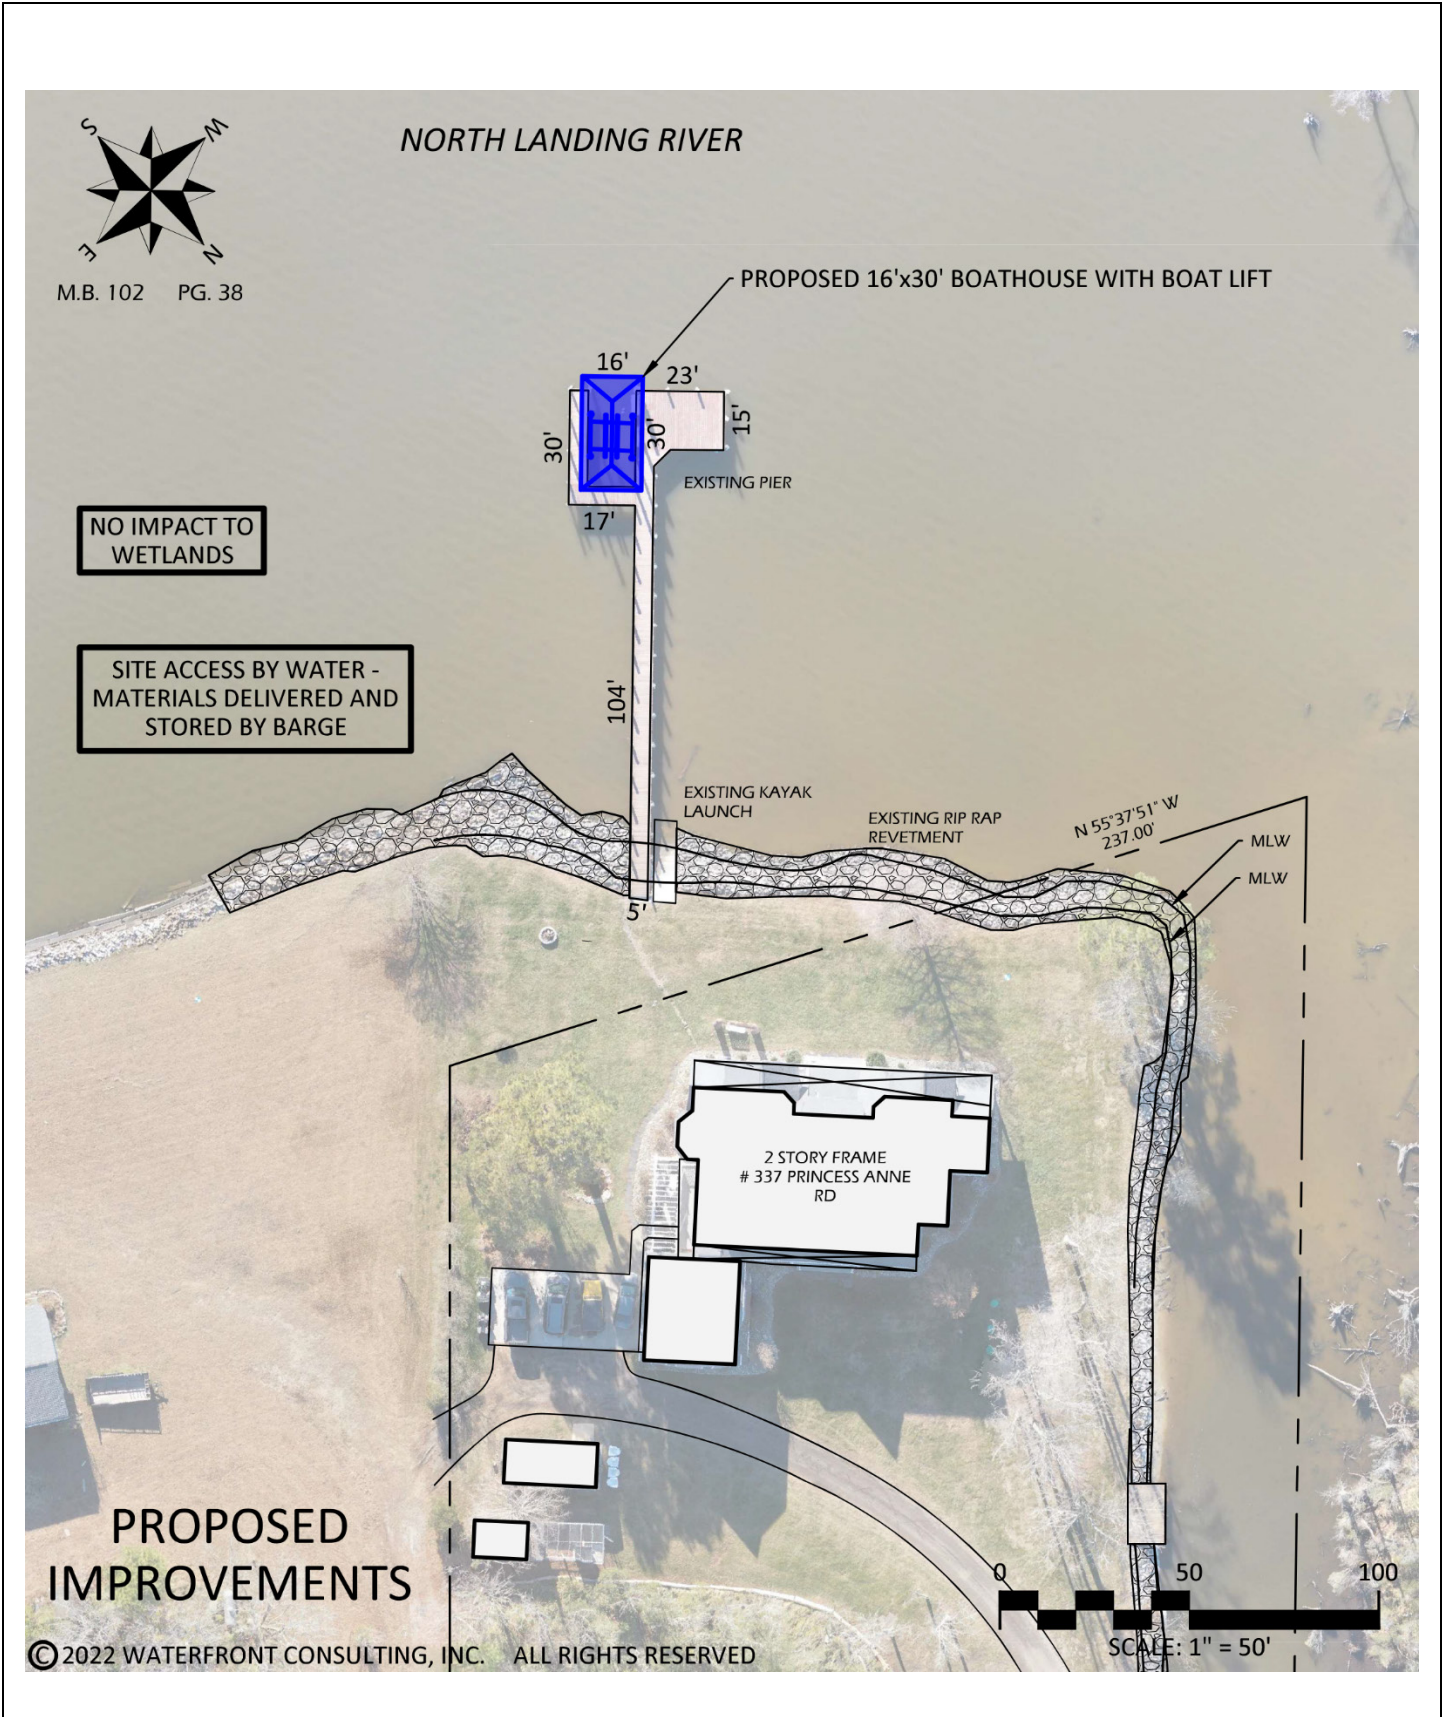 NORTH LANDING RIVER
S
W
E
N
M.B. 102 PG. 38
PROPOSED 16'x30' BOATHOUSE WITH BOAT LIFT
16'
23'
15'
30'
30'
EXISTING PIER
17'
NO IMPACT TO
WETLANDS
SITE ACCESS BY WATER -
MATERIALS DELIVERED AND
STORED BY BARGE
104'
EXISTING KAYAK
LAUNCH
EXISTING RIP RAP
REVETMENT
N 55°37'51" W
237.00'
MLW
MLW
5'
2 STORY FRAME
# 337 PRINCESS ANNE
RD
PROPOSED
IMPROVEMENTS
0 50 100
SCALE: 1" = 50'
© 2022 WATERFRONT CONSULTING, INC. ALL RIGHTS RESERVED